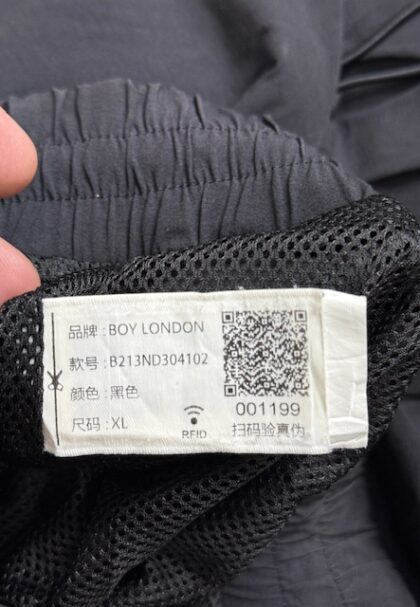 品牌 : BOY LONDON
款号 : B213ND304102
颜色 : 黑色
尺码 : XL
RFID
001199
扫码验真伪